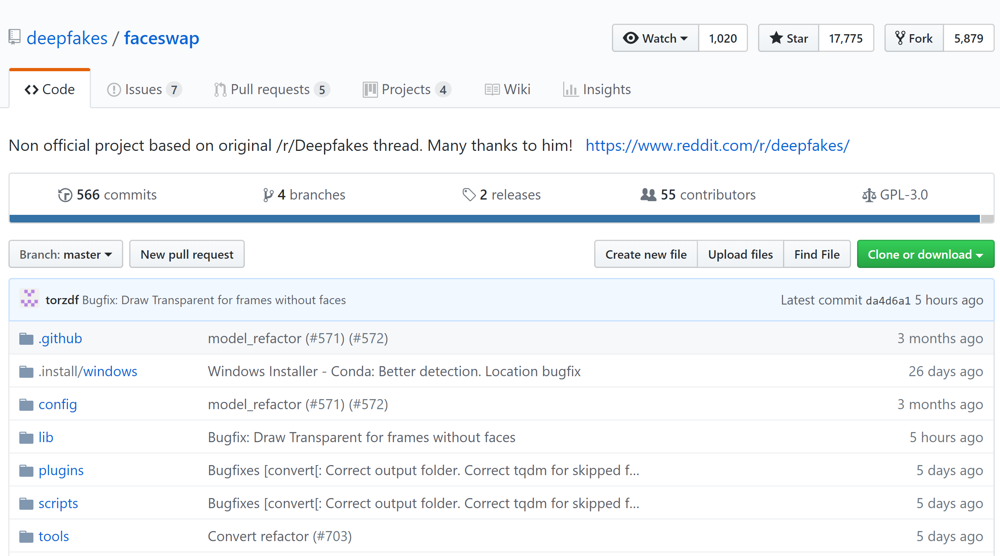 deepfakes / faceswap
Watch 1,020 Star 17,775 Fork 5,879
Code Issues 7 Pull requests 5 Projects 4 Wiki Insights
Non official project based on original /r/Deepfakes thread. Many thanks to him! https://www.reddit.com/r/deepfakes/
566 commits 4 branches 2 releases 55 contributors GPL-3.0
Branch: master New pull request Create new file Upload files Find File Clone or download
torzdf Bugfix: Draw Transparent for frames without faces Latest commit da4d6a1 5 hours ago
.github model_refactor (#571) (#572) 3 months ago
.install/windows Windows Installer - Conda: Better detection. Location bugfix 26 days ago
config model_refactor (#571) (#572) 3 months ago
lib Bugfix: Draw Transparent for frames without faces 5 hours ago
plugins Bugfixes [convert[: Correct output folder. Correct tqdm for skipped f... 5 days ago
scripts Bugfixes [convert[: Correct output folder. Correct tqdm for skipped f... 5 days ago
tools Convert refactor (#703) 5 days ago